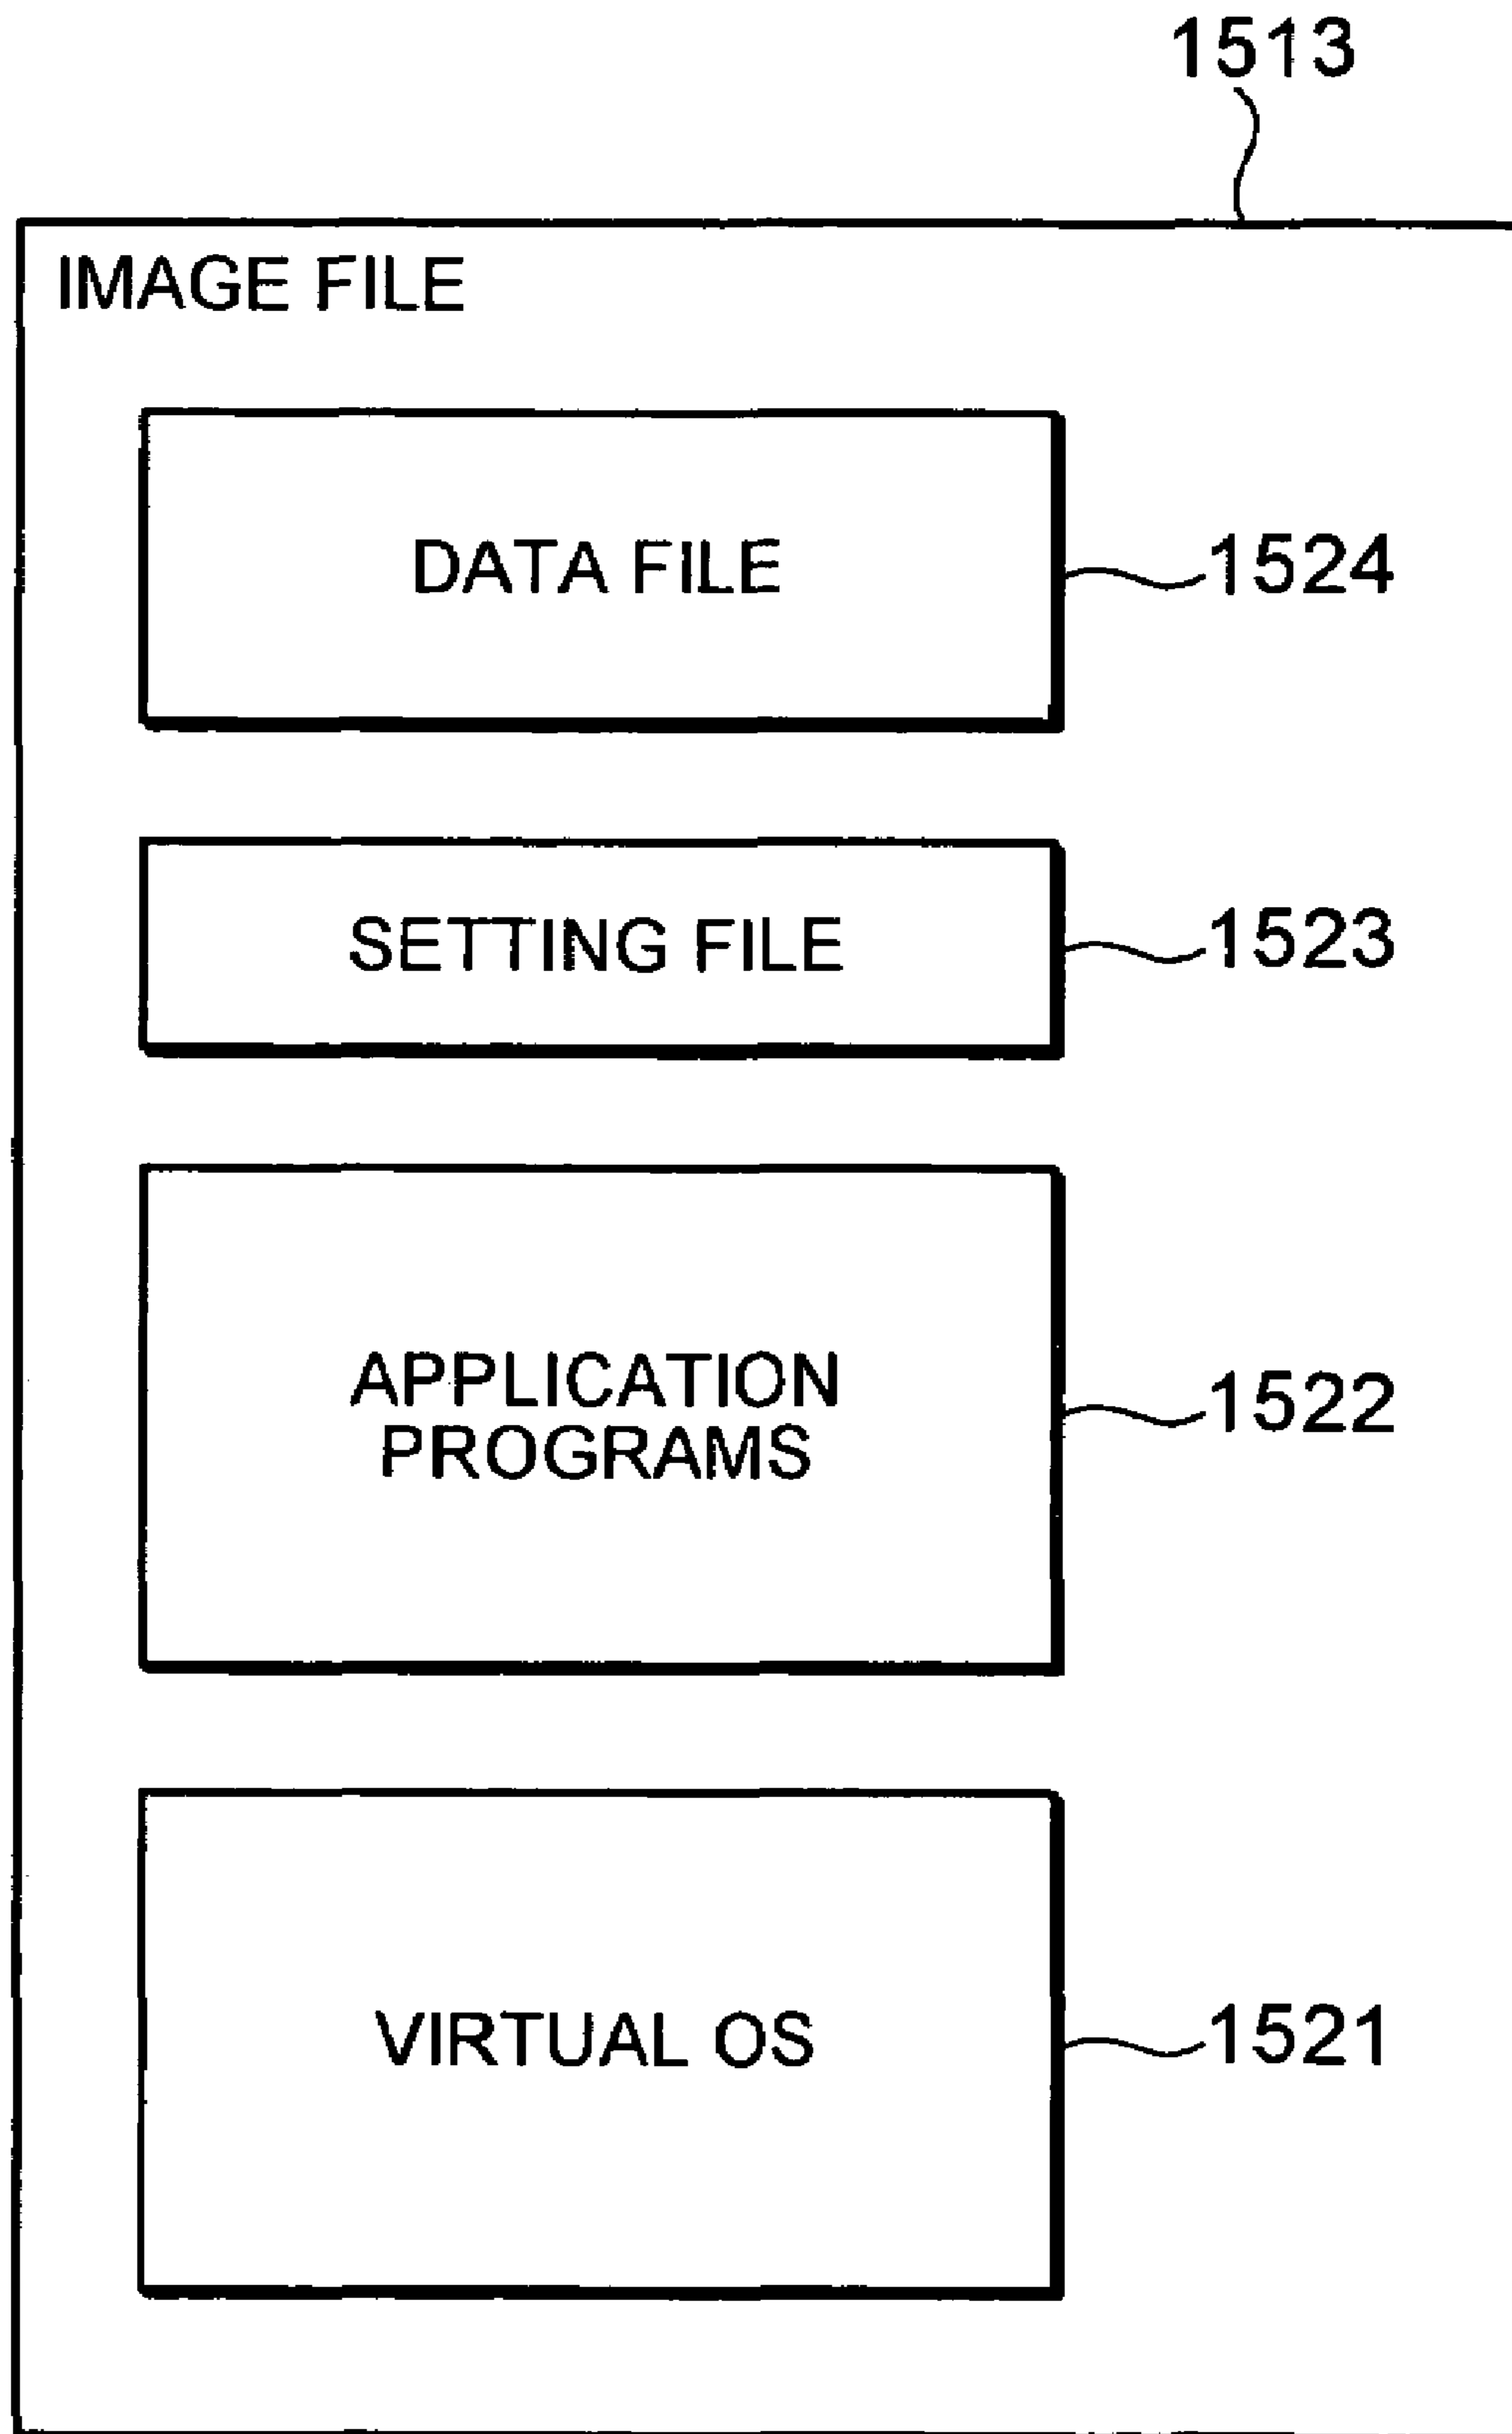 1513
IMAGE FILE
DATA FILE
1524
SETTING FILE
1523
APPLICATION
PROGRAMS
1522
VIRTUAL OS
1521